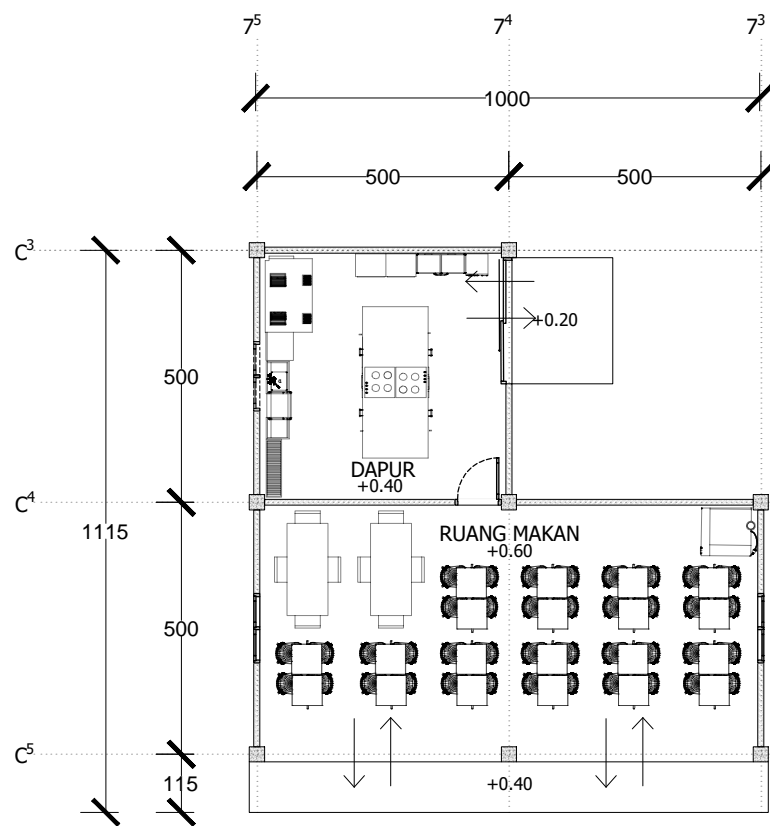 7⁵ 7⁴ 7³
1000
500 500
C³
+0.20
500
DAPUR
+0.40
C⁴
1115
RUANG MAKAN
+0.60
500
C⁵
115
+0.40